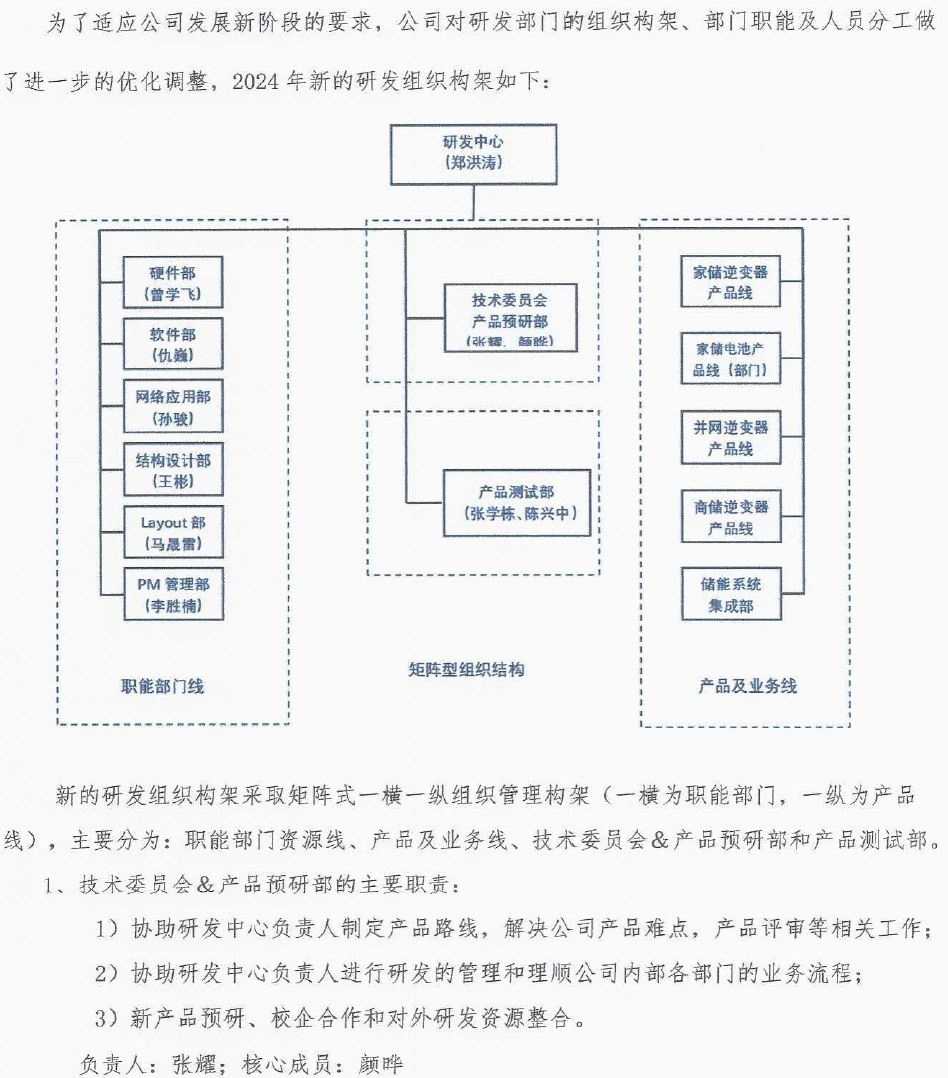 为了适应公司发展新阶段的要求，公司对研发部门的组织构架、部门职能及人员分工做
了进一步的优化调整，2024年新的研发组织构架如下：
研发中心
(郑洪涛)
硬件部
(曾学飞)
软件部
(仇巍)
网络应用部
(孙骏)
结构设计部
(王彬)
Layout 部
(马晟雷)
PM 管理部
(李胜楠)
职能部门线
技术委员会
产品预研部
(张耀、颜晔)
产品测试部
(张学栋、陈兴中)
矩阵型组织结构
家储逆变器
产品线
家储电池产
品线（部门）
并网逆变器
产品线
商储逆变器
产品线
储能系统
集成部
产品及业务线
新的研发组织构架采取矩阵式一横一纵组织管理构架（一横为职能部门，一纵为产品
线），主要分为：职能部门资源线、产品及业务线、技术委员会&产品预研部和产品测试部。
1、技术委员会&产品预研部的主要职责：
1）协助研发中心负责人制定产品路线，解决公司产品难点，产品评审等相关工作；
2）协助研发中心负责人进行研发的管理和理顺公司内部各部门的业务流程；
3）新产品预研、校企合作和对外研发资源整合。
负责人：张耀；核心成员：颜晔